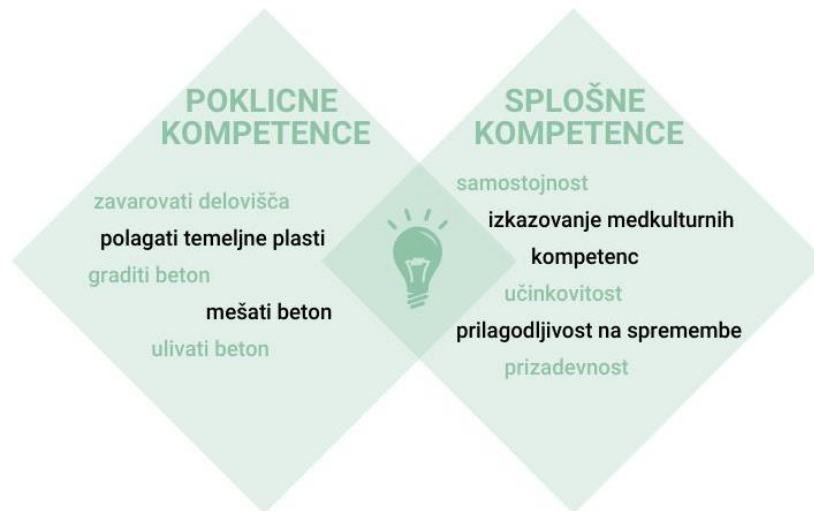 POKLICNE
KOMPETENCE
zavarovati delovišča
polagati temeljne plasti
graditi beton
mešati beton
ulivati beton
SPLOŠNE
KOMPETENCE
samostojnost
izkazovanje medkulturnih
kompetenc
učinkovitost
prilagodljivost na spremembe
prizadevnost